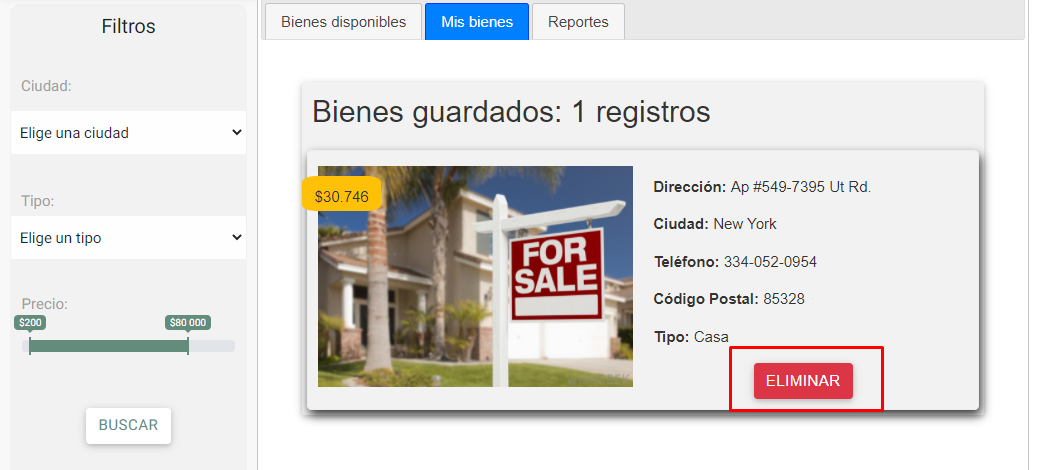 Filtros
Ciudad:
Elige una ciudad
Tipo:
Elige un tipo
Precio:
$200
$80 000
BUSCAR
Bienes disponibles
Mis bienes
Reportes
Bienes guardados: 1 registros
$30.746
FOR
SALE
Dirección: Ap #549-7395 Ut Rd.
Ciudad: New York
Teléfono: 334-052-0954
Código Postal: 85328
Tipo: Casa
ELIMINAR